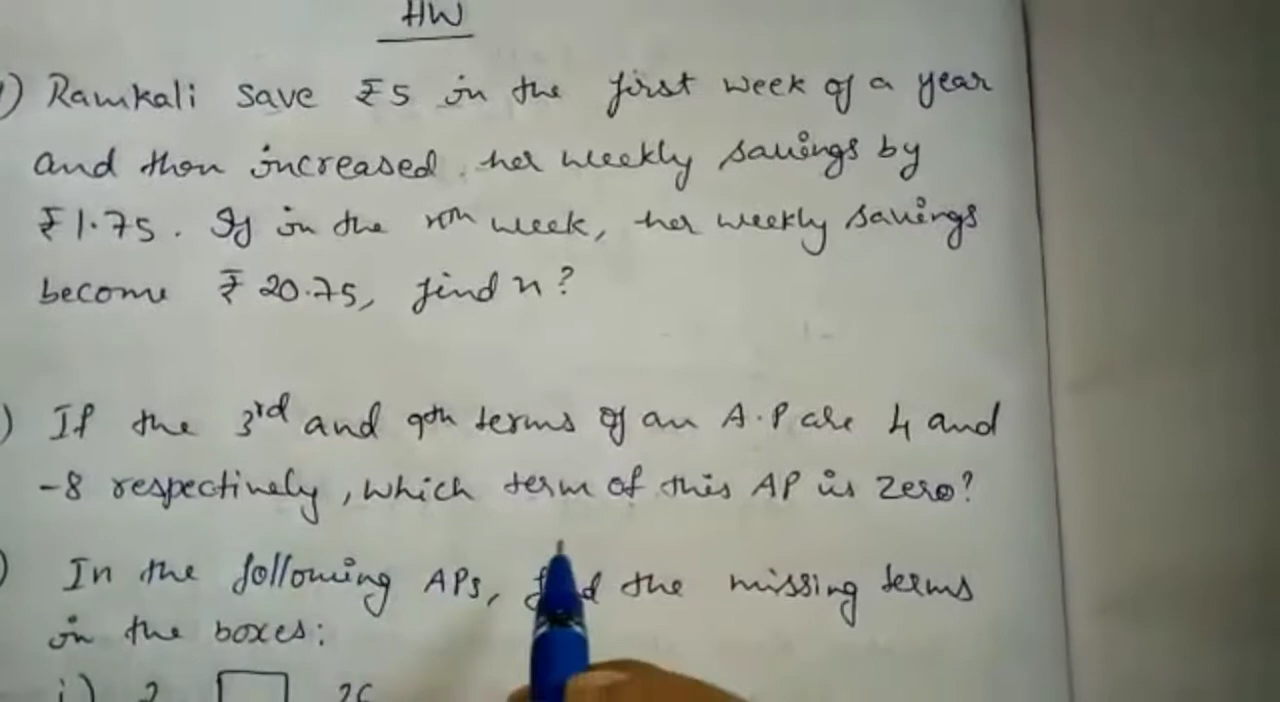 HW
) Ramkali save ₹5 in the first week of a year
and then increased her weekly savings by
₹1.75. If in the nth week, her weekly savings
become ₹ 20.75, find n?
) If the 3rd and 9th terms of an A.P are 4 and
-8 respectively, which term of this AP is zero?
) In the following APs, find the missing terms
in the boxes:
i) 2 26